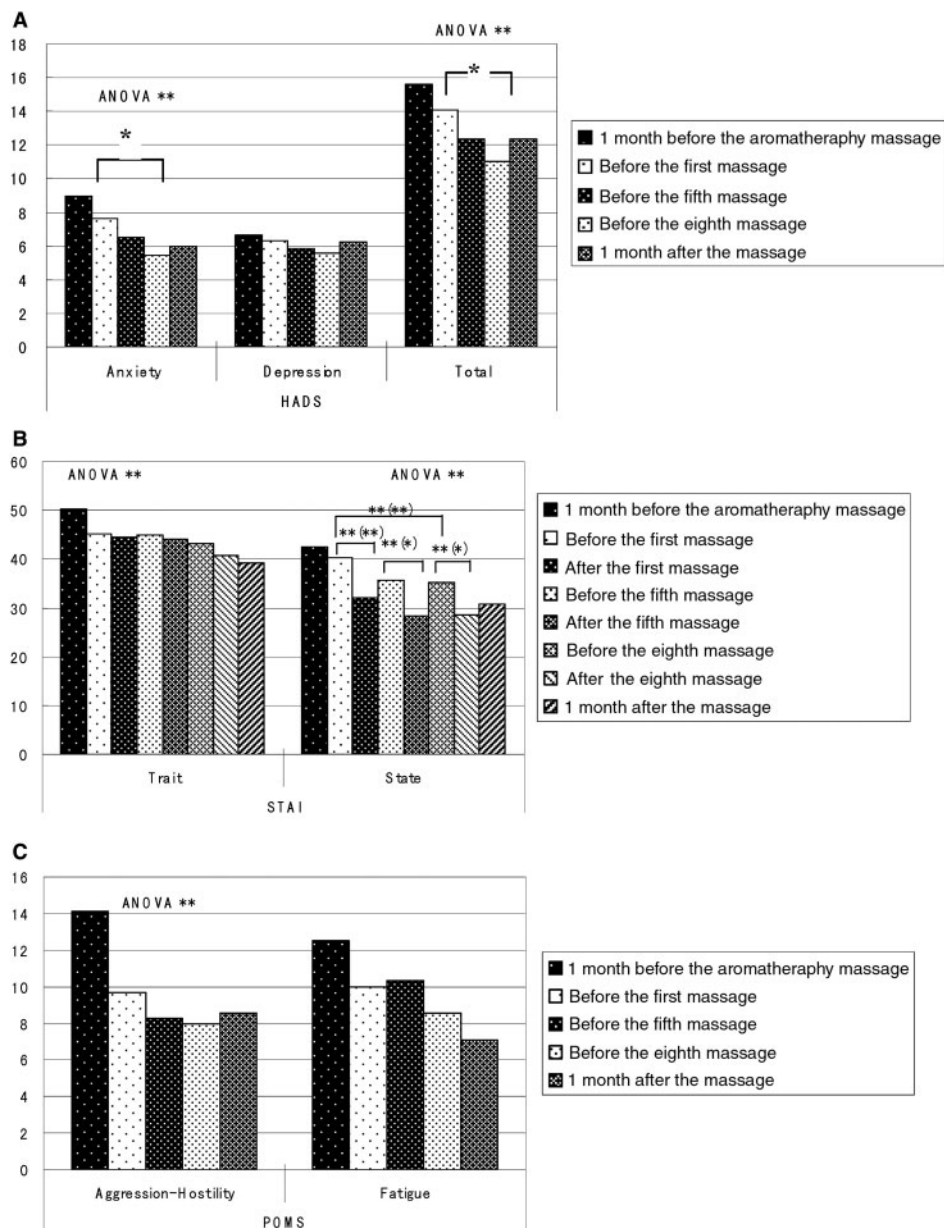 A
ANOVA **
18
16
14
12
10
8
6
4
2
0
ANOVA **
*
*
Anxiety
Depression
Total
HADS
1 month before the aromatheraphy massage
Before the first massage
Before the fifth massage
Before the eighth massage
1 month after the massage
B
60
50
40
30
20
10
0
ANOVA **
ANOVA **
**(**)
**(**)
**(*)
**(*)
Trait
State
STAI
1 month before the aromatheraphy massage
Before the first massage
After the first massage
Before the fifth massage
After the fifth massage
Before the eighth massage
After the eighth massage
1 month after the massage
C
16
14
12
10
8
6
4
2
0
ANOVA **
Aggression-Hostility
Fatigue
POMS
1 month before the aromatheraphy massage
Before the first massage
Before the fifth massage
Before the eighth massage
1 month after the massage